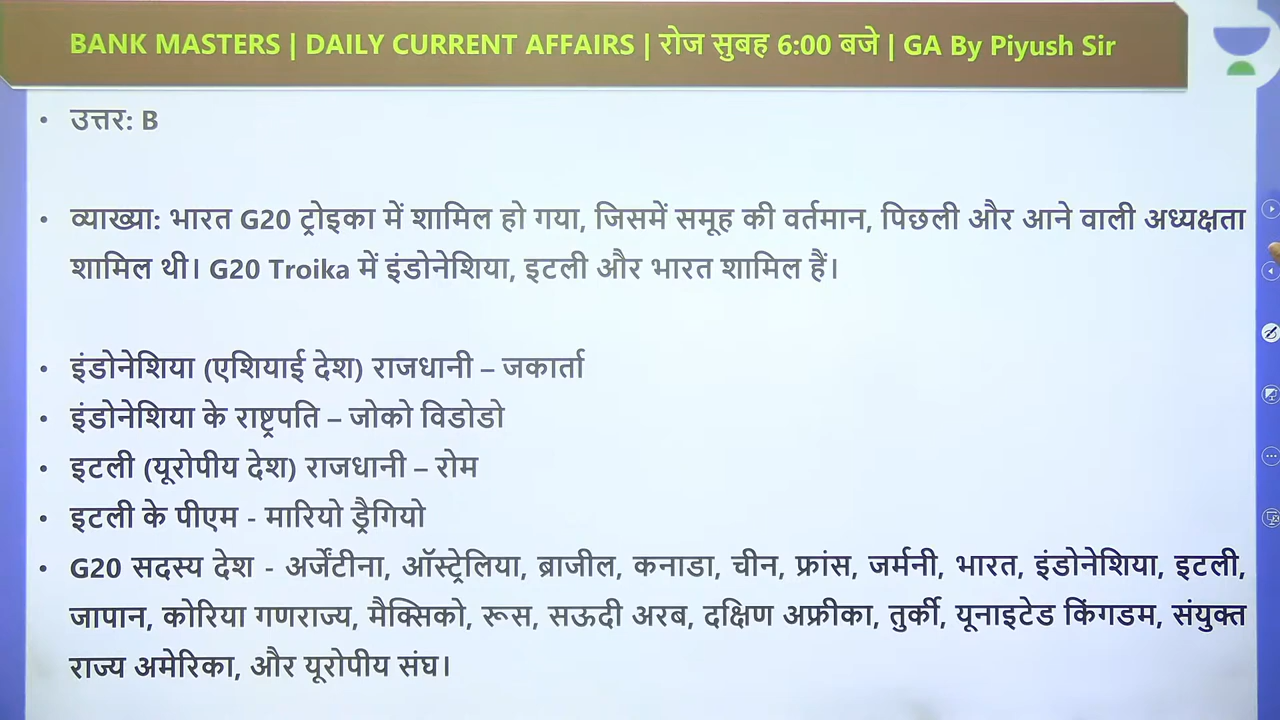 BANK MASTERS | DAILY CURRENT AFFAIRS | रोज सुबह 6:00 बजे | GA By Piyush Sir
• उत्तर: B
• व्याख्या: भारत G20 ट्रोइका में शामिल हो गया, जिसमें समूह की वर्तमान, पिछली और आने वाली अध्यक्षता
शामिल थी। G20 Troika में इंडोनेशिया, इटली और भारत शामिल हैं।
• इंडोनेशिया (एशियाई देश) राजधानी – जकार्ता
• इंडोनेशिया के राष्ट्रपति – जोको विडोडो
• इटली (यूरोपीय देश) राजधानी – रोम
• इटली के पीएम - मारियो ड्रैगियो
• G20 सदस्य देश - अर्जेंटीना, ऑस्ट्रेलिया, ब्राजील, कनाडा, चीन, फ्रांस, जर्मनी, भारत, इंडोनेशिया, इटली,
जापान, कोरिया गणराज्य, मैक्सिको, रूस, सऊदी अरब, दक्षिण अफ्रीका, तुर्की, यूनाइटेड किंगडम, संयुक्त
राज्य अमेरिका, और यूरोपीय संघ।